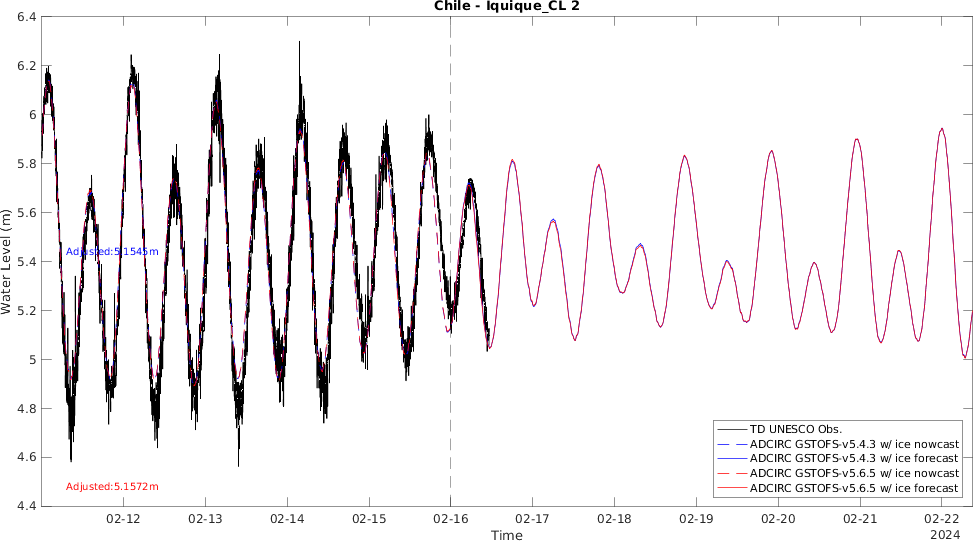 Chile - Iquique_CL 2
6.4
6.2
6
5.8
5.6
5.4
5.2
5
4.8
4.6
4.4
Water Level (m)
Adjusted:5.1545m
Adjusted:5.1572m
TD UNESCO Obs.
ADCIRC GSTOFS-v5.4.3 w/ ice nowcast
ADCIRC GSTOFS-v5.4.3 w/ ice forecast
ADCIRC GSTOFS-v5.6.5 w/ ice nowcast
ADCIRC GSTOFS-v5.6.5 w/ ice forecast
02-12 02-13 02-14 02-15 02-16 02-17 02-18 02-19 02-20 02-21 02-22
Time
2024